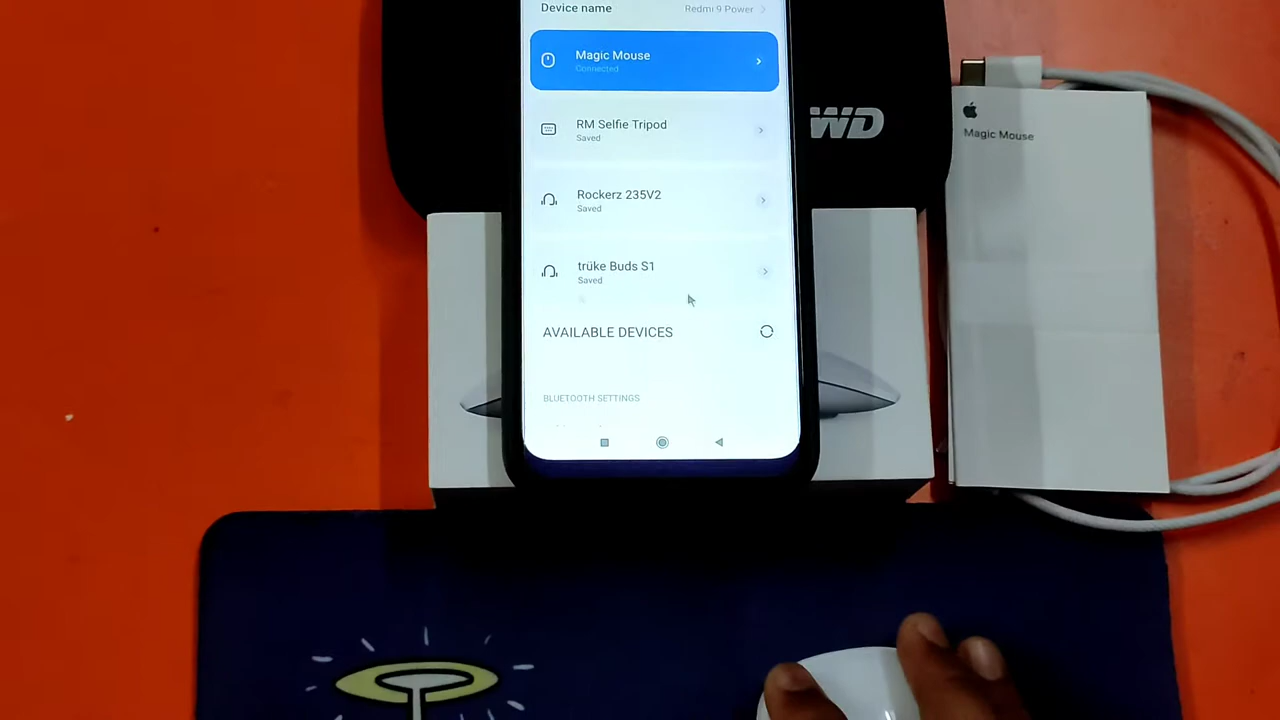 Device name Redmi 9 Power
Magic Mouse
Connected
RM Selfie Tripod
Saved
Rockerz 235V2
Saved
trüke Buds S1
Saved
AVAILABLE DEVICES
BLUETOOTH SETTINGS
WD
Magic Mouse